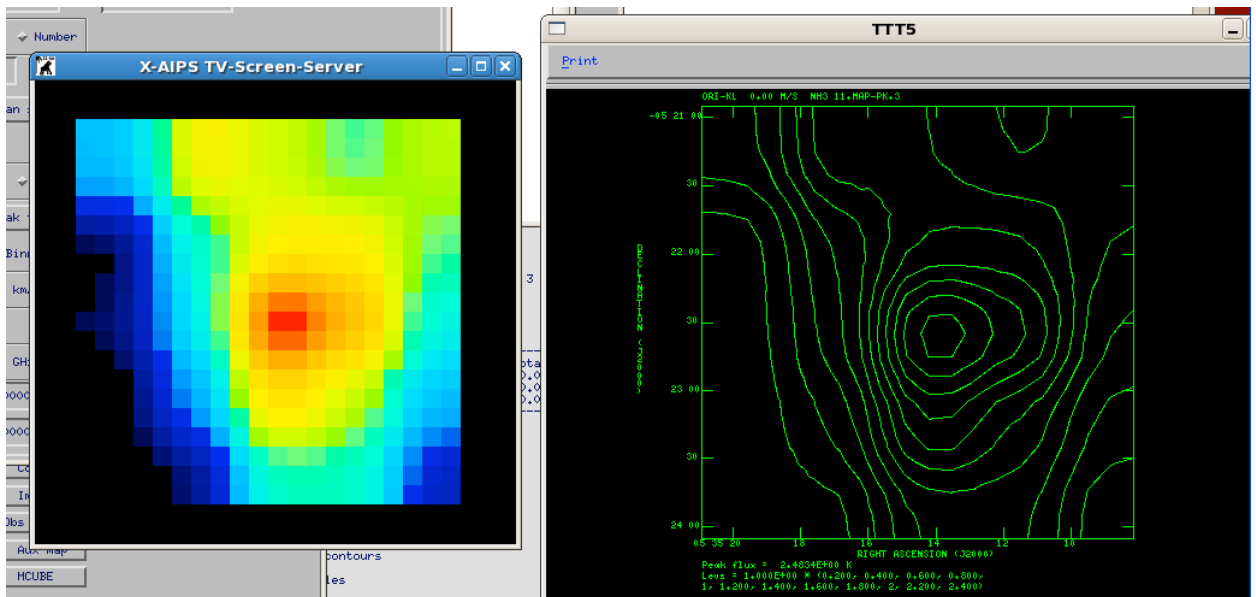 Number
X-AIPS TV-Screen-Server
TTT5
Print
ORI-KL 0.00 M/S NH3 11.MAP-PK.3
-05 21 00
30
22 00
30
23 00
30
24 00
DECLINATION (J2000)
05 35 20 18 16 14 12 10
RIGHT ASCENSION (J2000)
Peak flux = 2.4834E+00 K
Levs = 1.000E+00 * (0.200, 0.400, 0.600, 0.800,
1, 1.200, 1.400, 1.600, 1.800, 2, 2.200, 2.400)
3
km
GH
Obs
Aux Map
MCUBE
contours
les